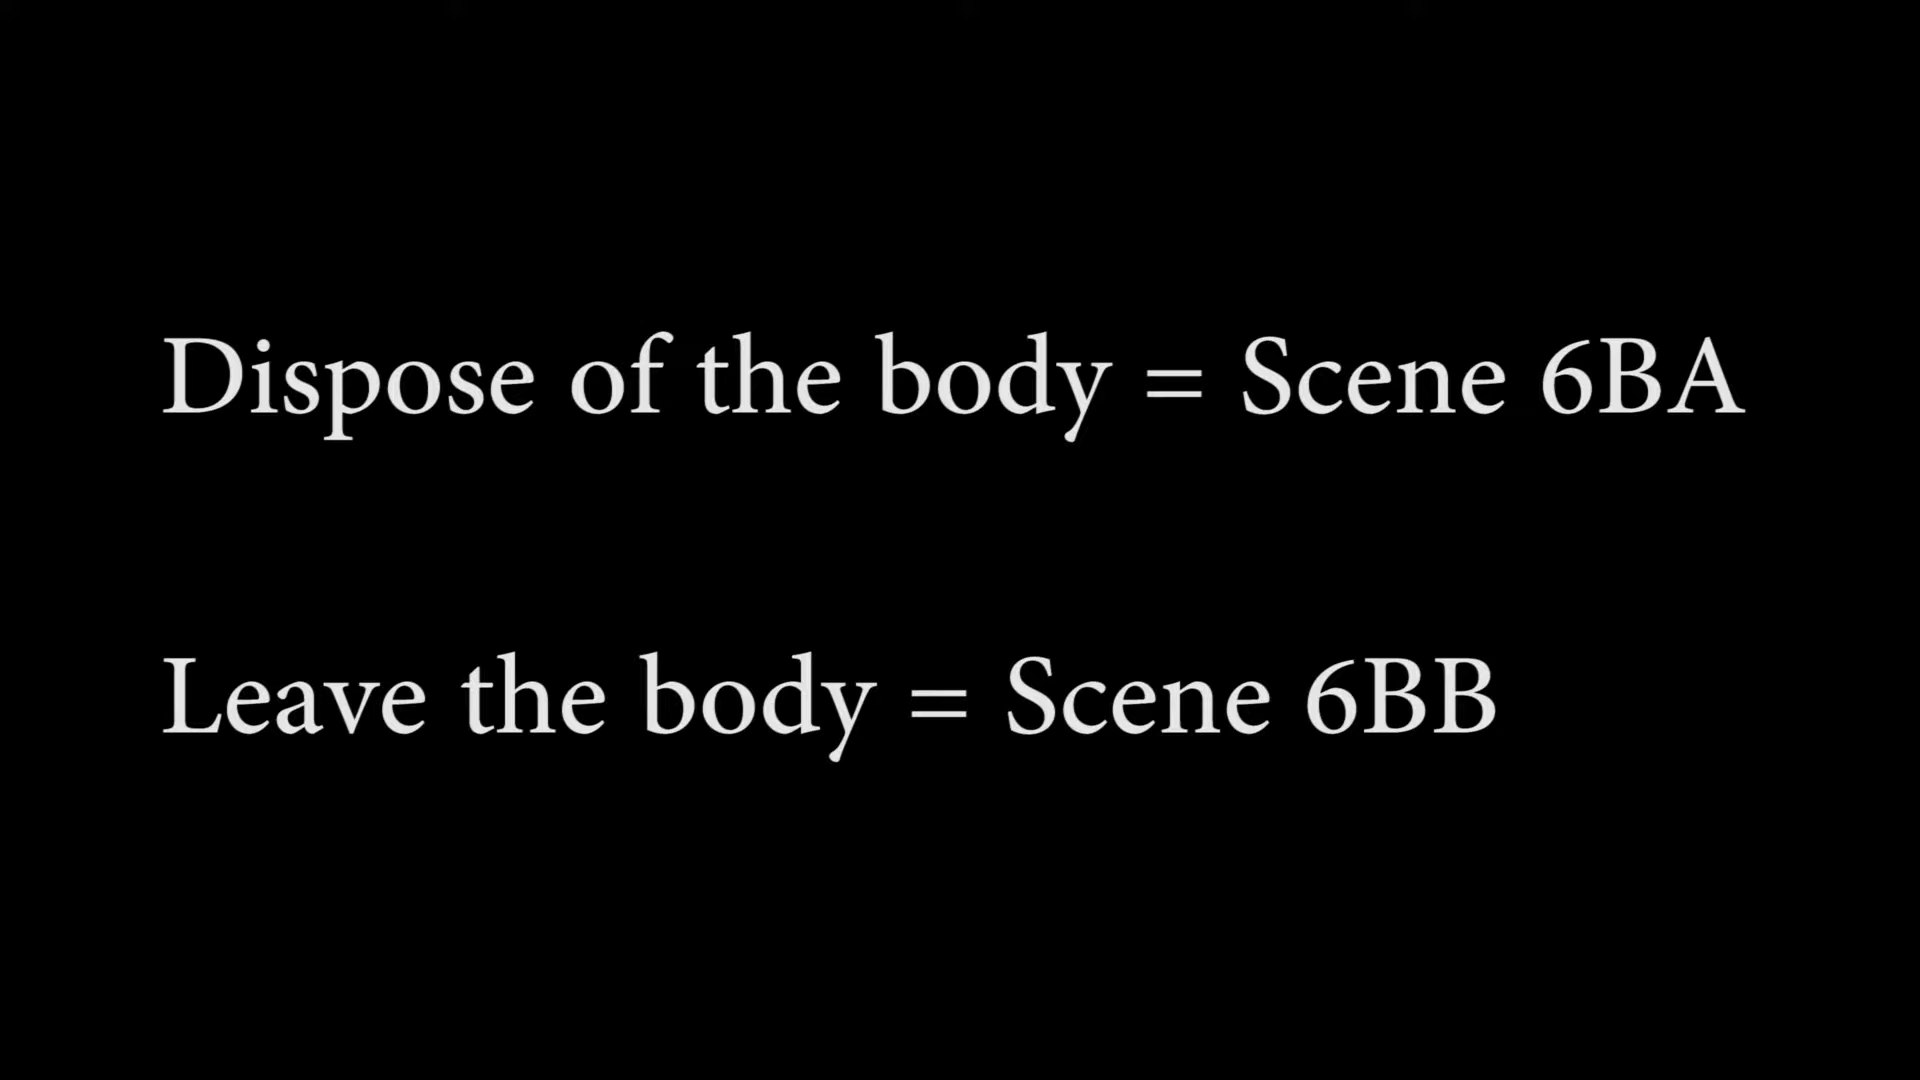 Dispose of the body = Scene 6BA
Leave the body = Scene 6BB